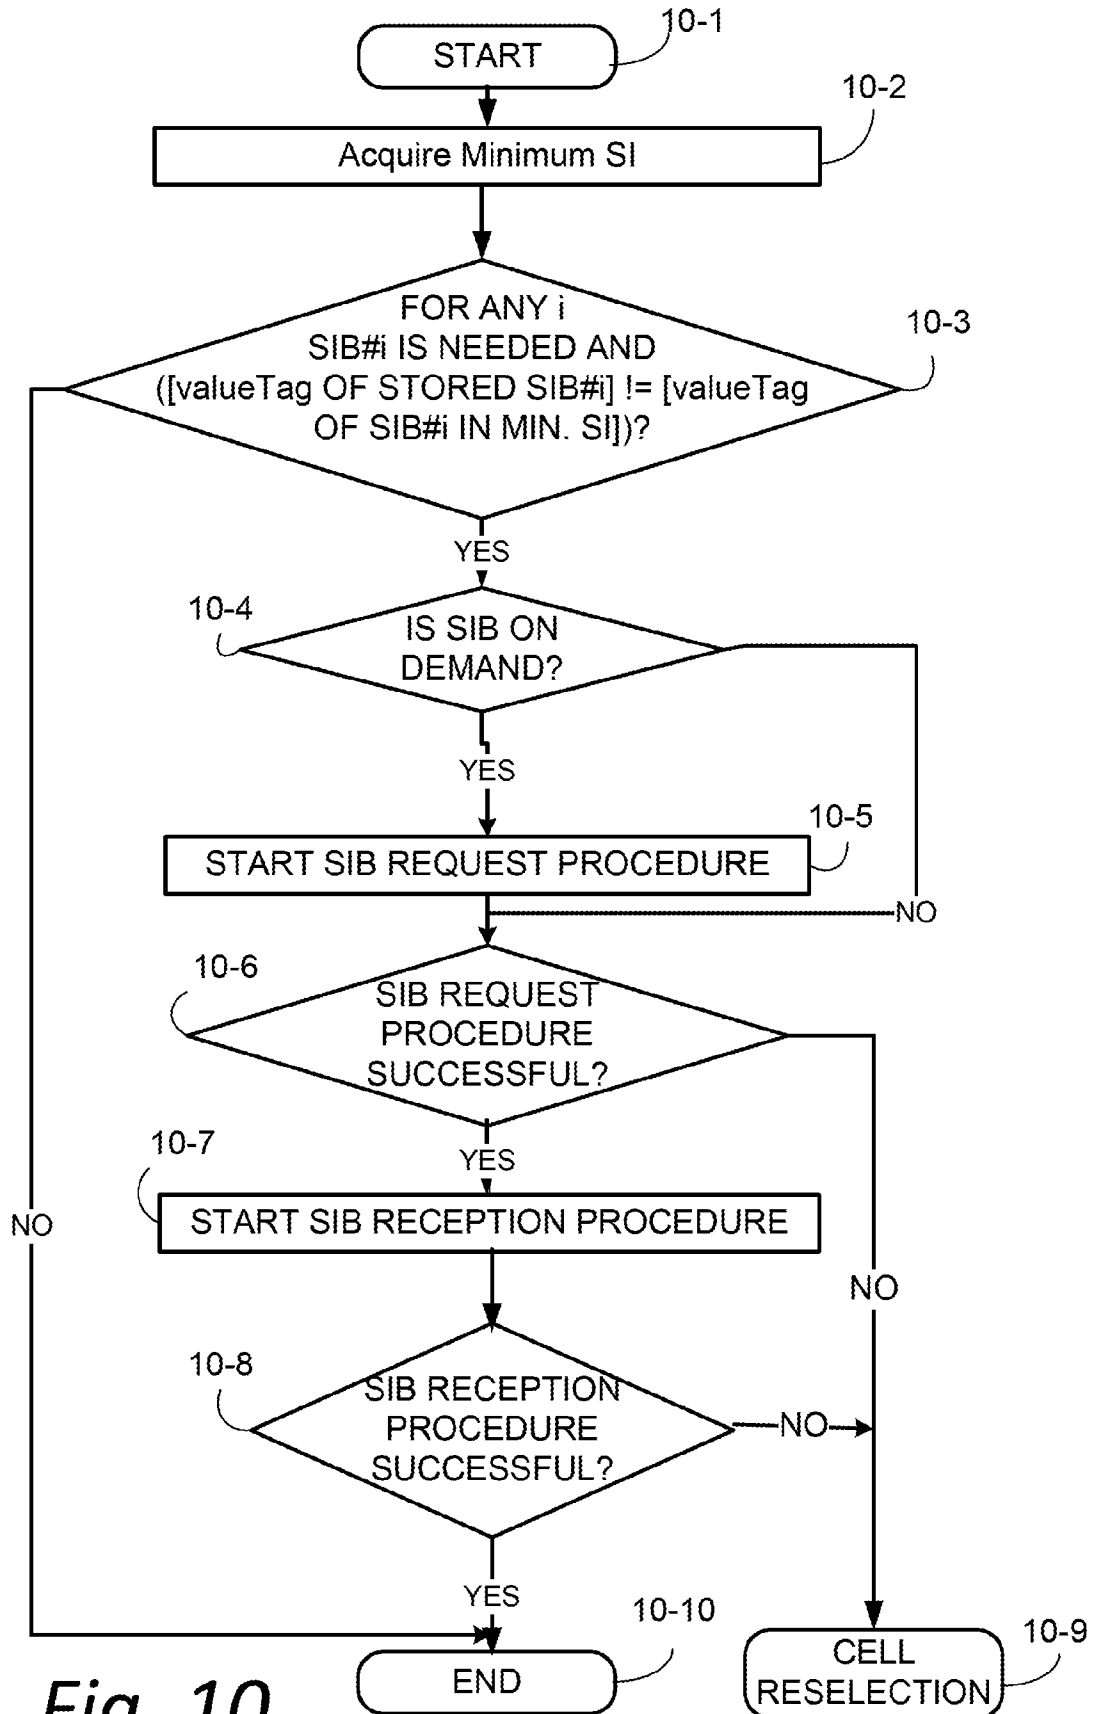 10-1
START
10-2
Acquire Minimum SI
FOR ANY i
SIB#i IS NEEDED AND
([valueTag OF STORED SIB#i] != [valueTag
OF SIB#i IN MIN. SI])?
10-3
YES
10-4
IS SIB ON
DEMAND?
YES
10-5
START SIB REQUEST PROCEDURE
NO
10-6
SIB REQUEST
PROCEDURE
SUCCESSFUL?
10-7
YES
START SIB RECEPTION PROCEDURE
NO
NO
10-8
SIB RECEPTION
PROCEDURE
SUCCESSFUL?
NO
YES
10-10
END
10-9
CELL
RESELECTION
Fig. 10